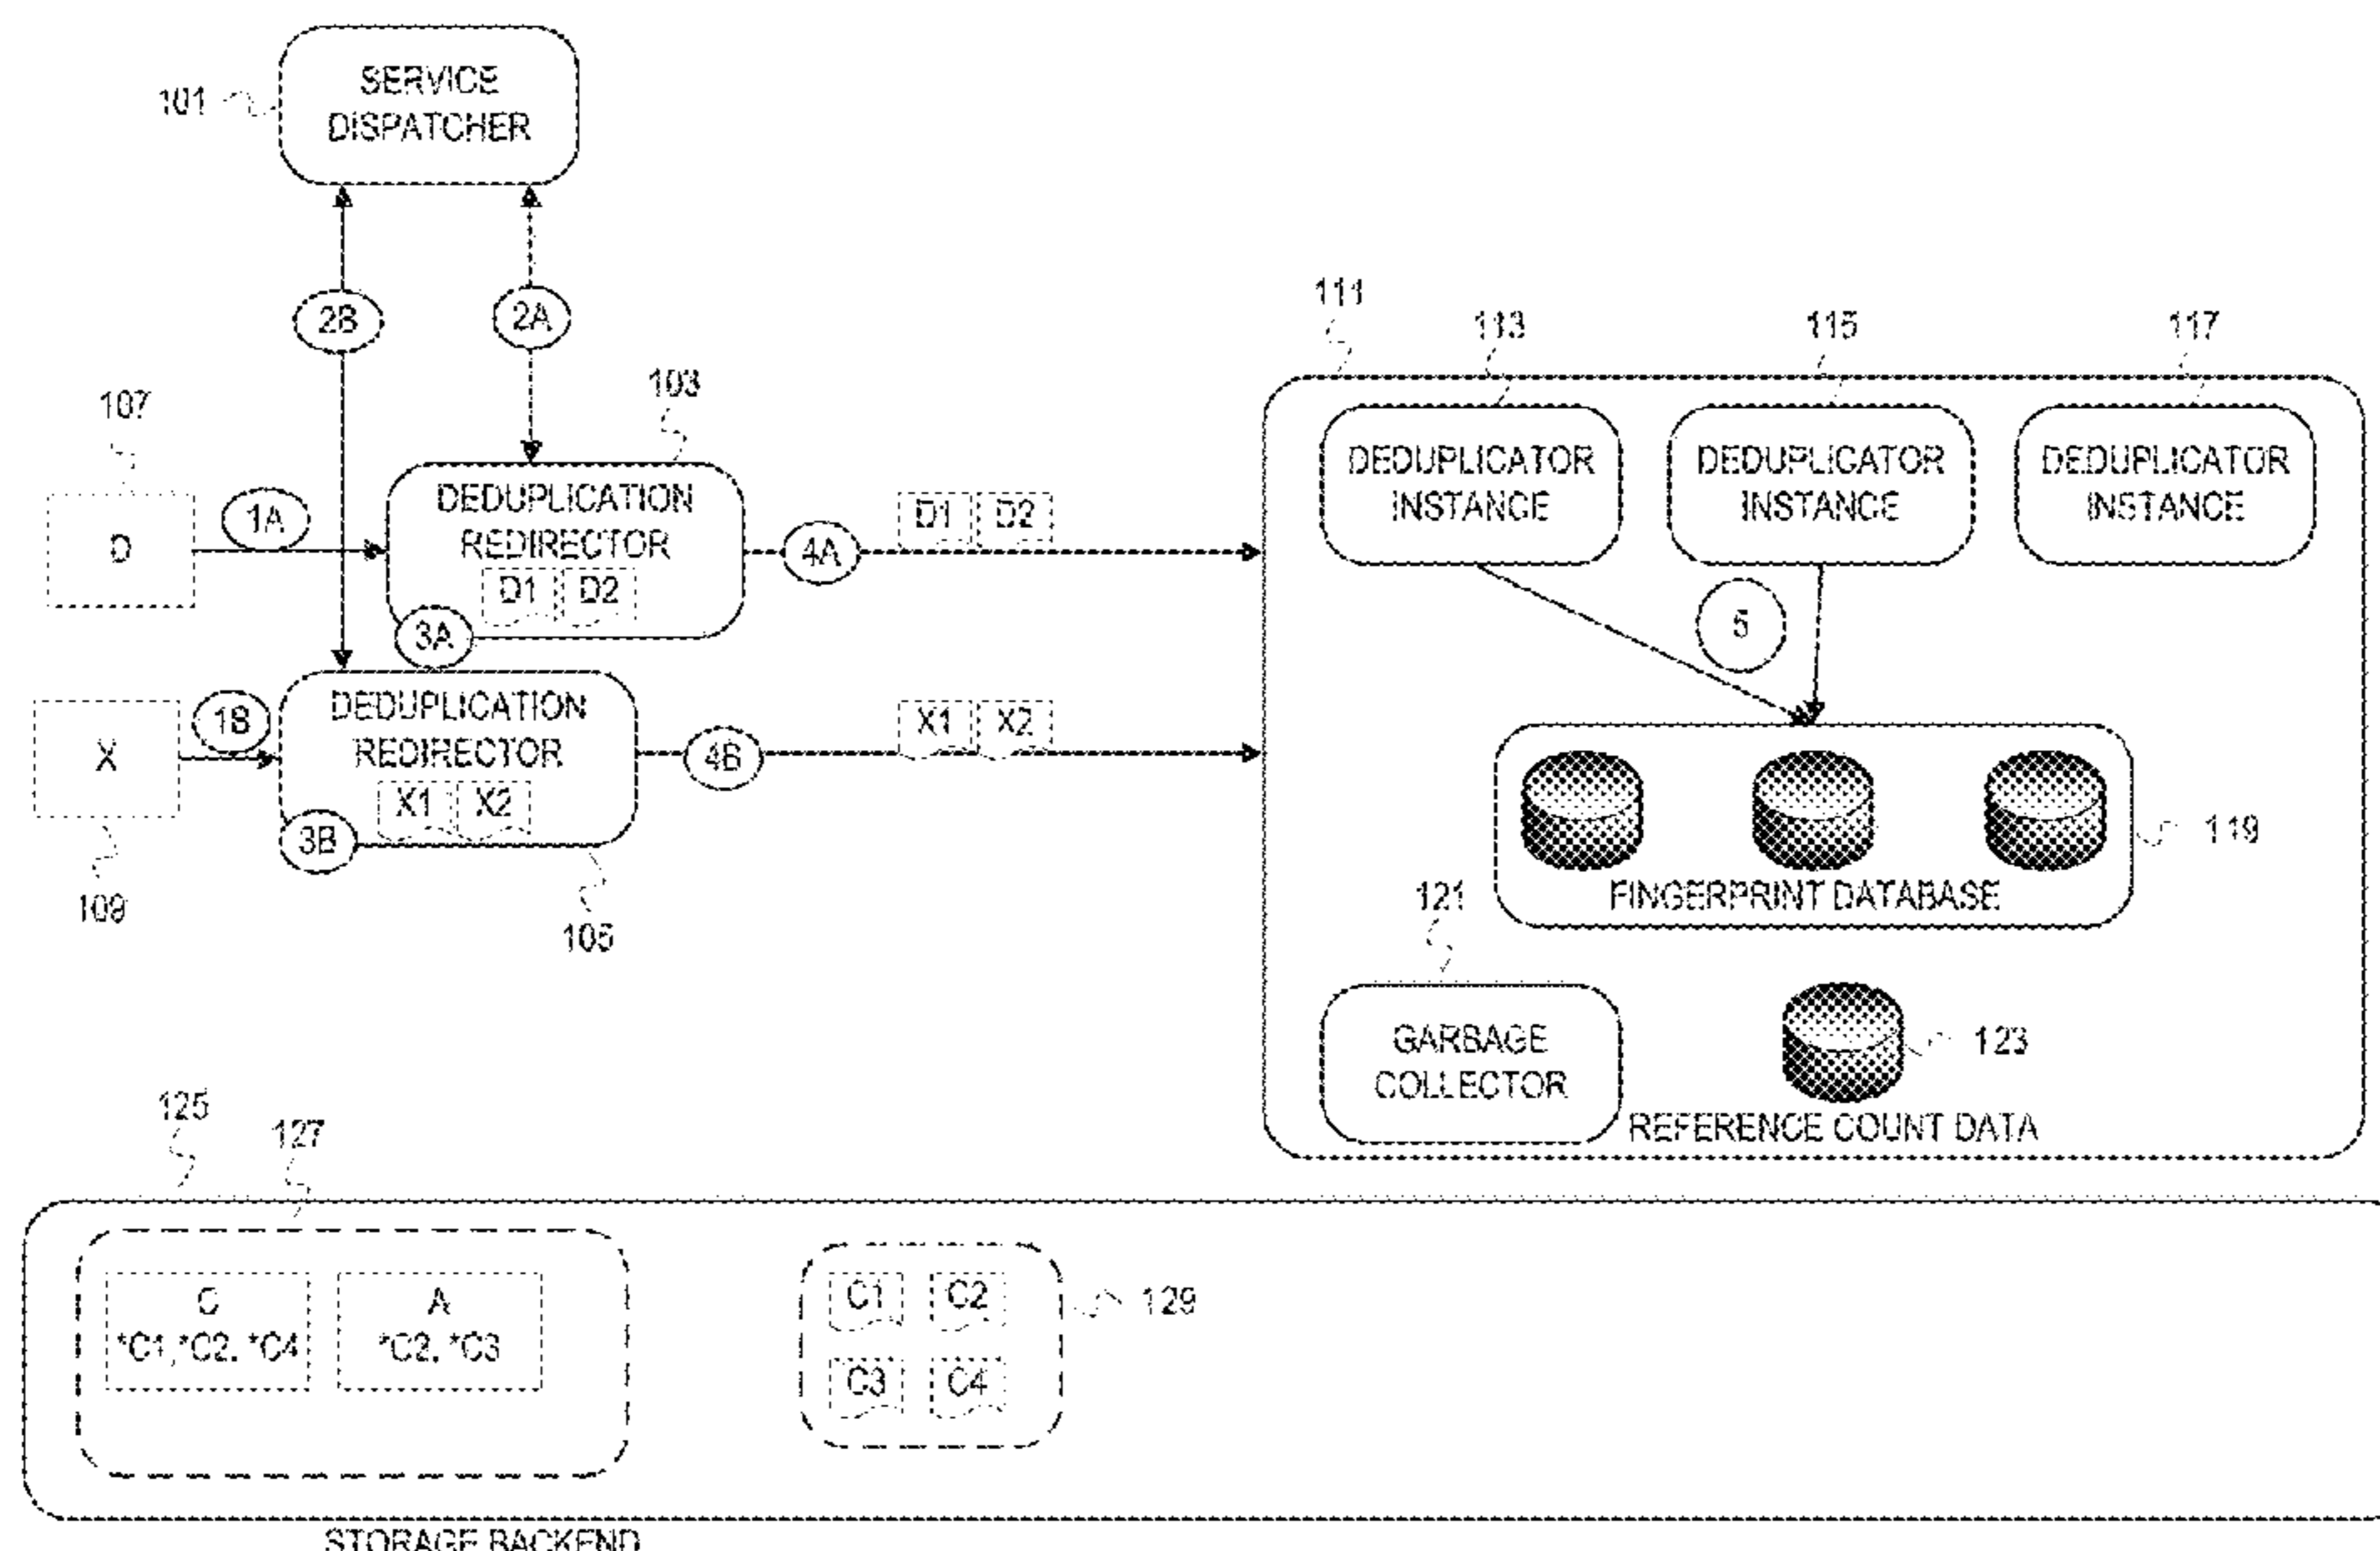 SERVICE
DISPATCHER
101
2B
2A
111
113
115
117
103
107
DEDUPLICATOR
INSTANCE
DEDUPLICATOR
INSTANCE
DEDUPLICATOR
INSTANCE
D
1A
DEDUPLICATION
REDIRECTOR
D1 D2
3A
4A
D1 D2
5
X
1B
DEDUPLICATION
REDIRECTOR
X1 X2
3B
4B
X1 X2
109
105
FINGERPRINT DATABASE
119
121
GARBAGE
COLLECTOR
123
REFERENCE COUNT DATA
125
127
C
*C1,*C2, *C4
A
*C2, *C3
C1 C2
C3 C4
129
STORAGE BACKEND